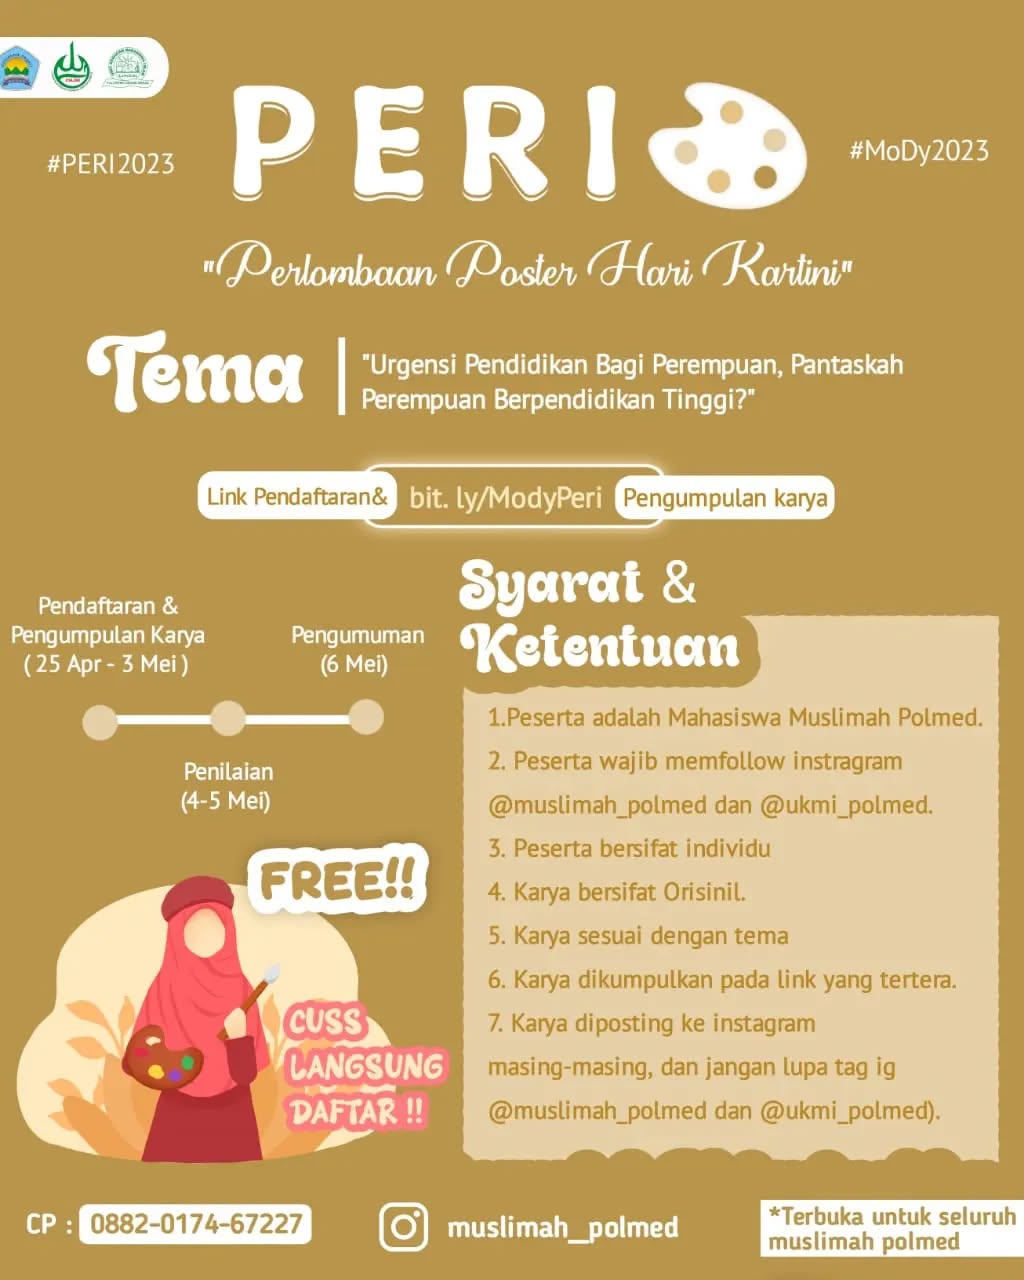 PERI
#PERI2023
#MoDy2023
"Perlombaan Poster Hari Kartini"
Tema
"Urgensi Pendidikan Bagi Perempuan, Pantaskah
Perempuan Berpendidikan Tinggi?"
Link Pendaftaran&
bit. ly/ModyPeri
Pengumpulan karya
Pendaftaran &
Pengumpulan Karya
( 25 Apr - 3 Mei )
Pengumuman
(6 Mei)
Penilaian
(4-5 Mei)
Syarat &
Ketentuan
1.Peserta adalah Mahasiswa Muslimah Polmed.
2. Peserta wajib memfollow instragram
@muslimah_polmed dan @ukmi_polmed.
3. Peserta bersifat individu
4. Karya bersifat Orisinil.
5. Karya sesuai dengan tema
6. Karya dikumpulkan pada link yang tertera.
7. Karya diposting ke instagram
masing-masing, dan jangan lupa tag ig
@muslimah_polmed dan @ukmi_polmed).
FREE!!
CUSS
LANGSUNG
DAFTAR !!
CP : 0882-0174-67227
muslimah_polmed
*Terbuka untuk seluruh
muslimah polmed